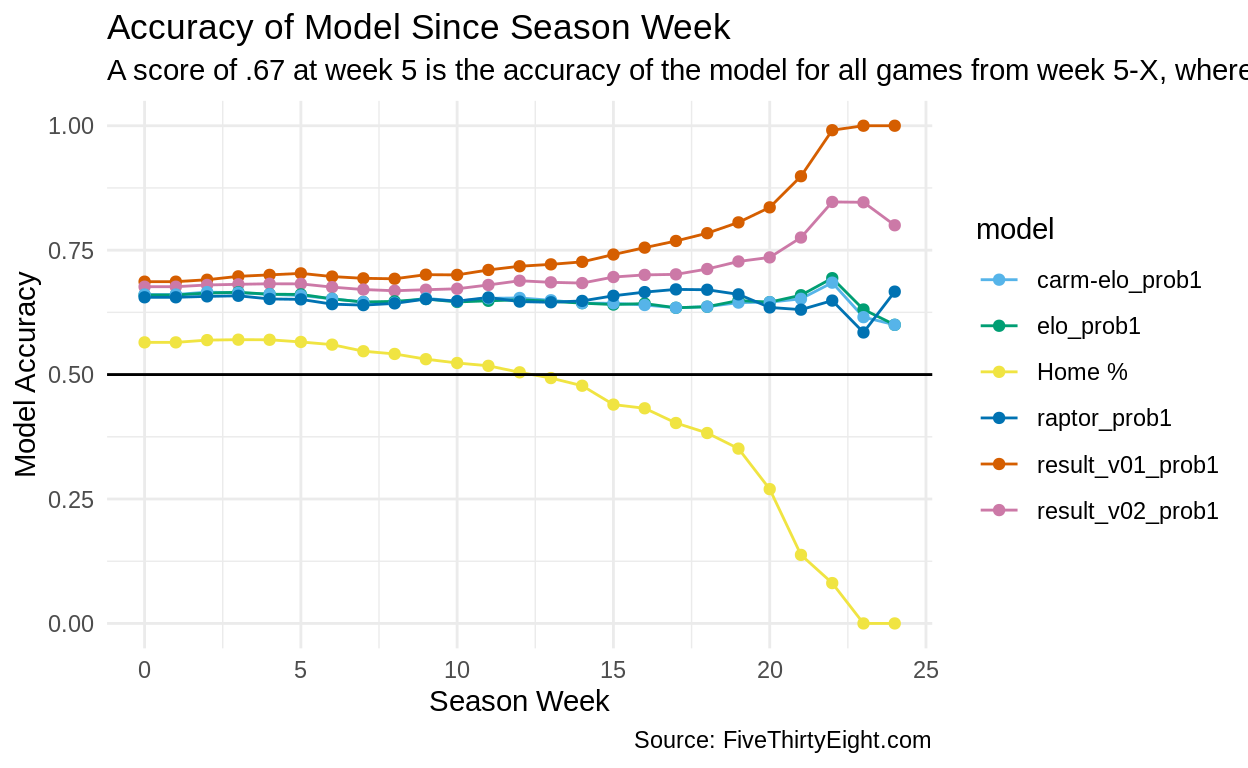 Accuracy of Model Since Season Week
A score of .67 at week 5 is the accuracy of the model for all games from week 5-X, where
1.00
0.75
0.50
0.25
0.00
Model Accuracy
0 5 10 15 20 25
Season Week
model
carm-elo_prob1
elo_prob1
Home %
raptor_prob1
result_v01_prob1
result_v02_prob1
Source: FiveThirtyEight.com